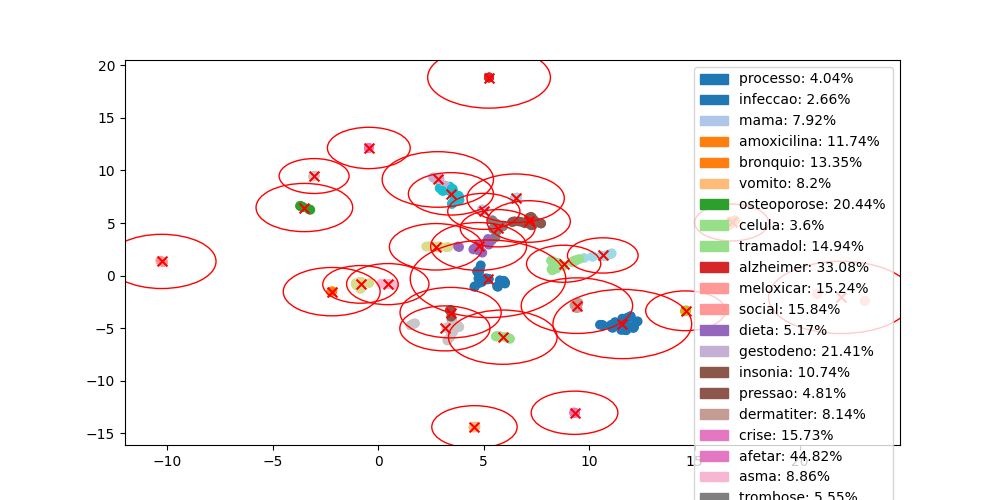 20
15
10
5
0
−5
−10
−15
−10
−5
0
5
10
15
20
processo: 4.04%
infeccao: 2.66%
mama: 7.92%
amoxicilina: 11.74%
bronquio: 13.35%
vomito: 8.2%
osteoporose: 20.44%
celula: 3.6%
tramadol: 14.94%
alzheimer: 33.08%
meloxicar: 15.24%
social: 15.84%
dieta: 5.17%
gestodeno: 21.41%
insonia: 10.74%
pressao: 4.81%
dermatiter: 8.14%
crise: 15.73%
afetar: 44.82%
asma: 8.86%
trombose: 5.55%